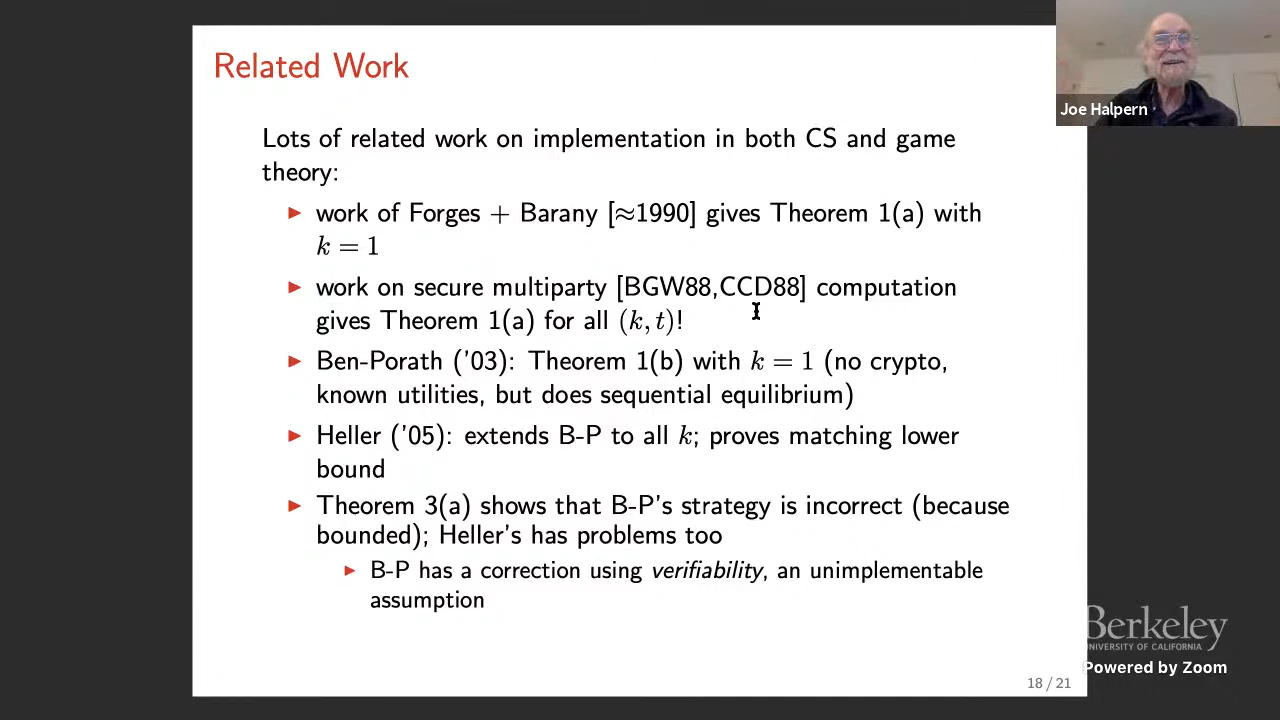 Related Work
Lots of related work on implementation in both CS and game
theory:
▶ work of Forges + Barany [≈1990] gives Theorem 1(a) with
k = 1
▶ work on secure multiparty [BGW88,CCD88] computation
gives Theorem 1(a) for all (k, t)!
▶ Ben-Porath ('03): Theorem 1(b) with k = 1 (no crypto,
known utilities, but does sequential equilibrium)
▶ Heller ('05): extends B-P to all k; proves matching lower
bound
▶ Theorem 3(a) shows that B-P's strategy is incorrect (because
bounded); Heller's has problems too
▶ B-P has a correction using verifiability, an unimplementable
assumption
18 / 21
Joe Halpern
Berkeley
UNIVERSITY OF CALIFORNIA
Powered by Zoom